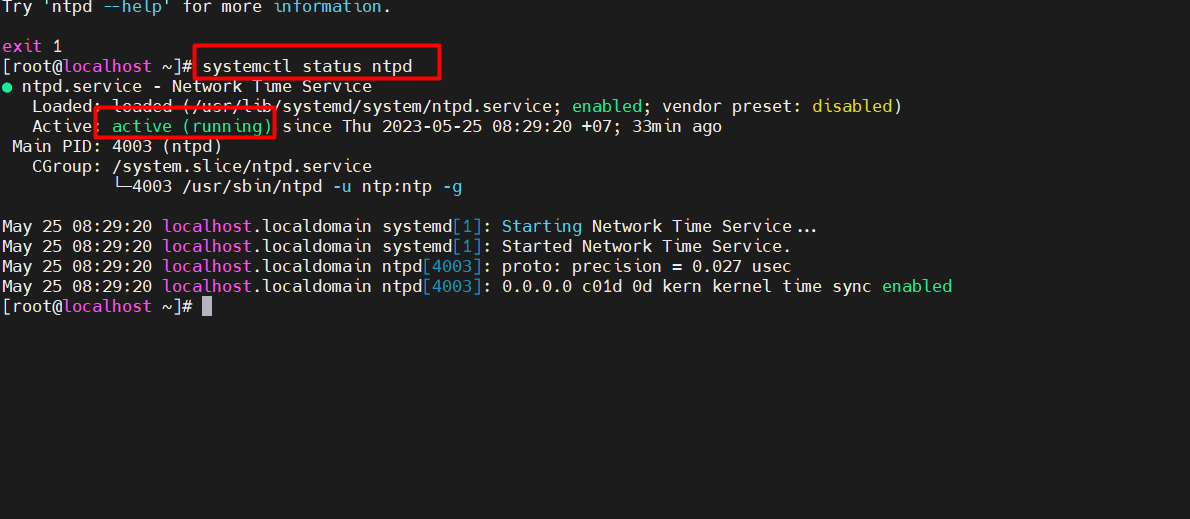 Try 'ntpd --help' for more information.
exit 1
[root@localhost ~]# systemctl status ntpd
● ntpd.service - Network Time Service
Loaded: loaded (/usr/lib/systemd/system/ntpd.service; enabled; vendor preset: disabled)
Active: active (running) since Thu 2023-05-25 08:29:20 +07; 33min ago
Main PID: 4003 (ntpd)
CGroup: /system.slice/ntpd.service
└─4003 /usr/sbin/ntpd -u ntp:ntp -g
May 25 08:29:20 localhost.localdomain systemd[1]: Starting Network Time Service...
May 25 08:29:20 localhost.localdomain systemd[1]: Started Network Time Service.
May 25 08:29:20 localhost.localdomain ntpd[4003]: proto: precision = 0.027 usec
May 25 08:29:20 localhost.localdomain ntpd[4003]: 0.0.0.0 c01d 0d kern kernel time sync enabled
[root@localhost ~]#